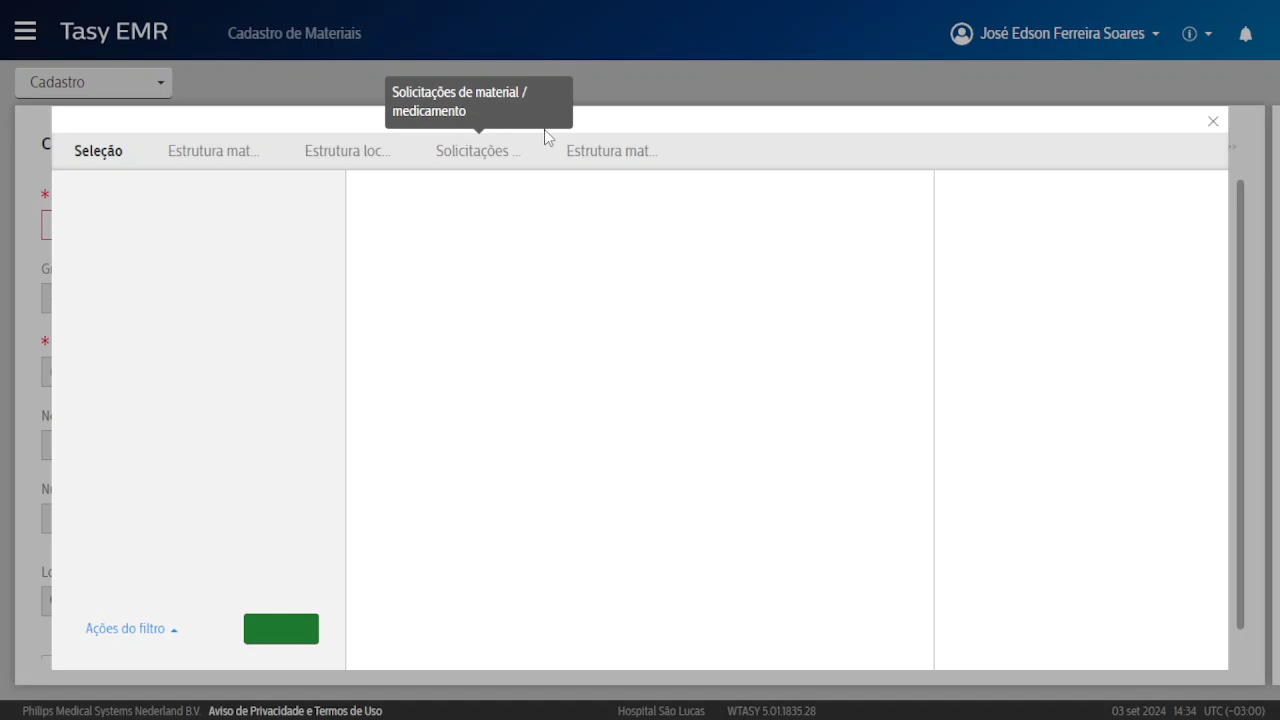 Tasy EMR
Cadastro de Materiais
José Edson Ferreira Soares
Cadastro
Solicitações de material /
medicamento
C
Seleção
Estrutura mat...
Estrutura loc...
Solicitações ...
Estrutura mat...
*
*
Ações do filtro
Philips Medical Systems Nederland B.V.
Aviso de Privacidade e Termos de Uso
Hospital São Lucas
WTASY 5.01.1835.28
03 set 2024 14:34 UTC (-03:00)